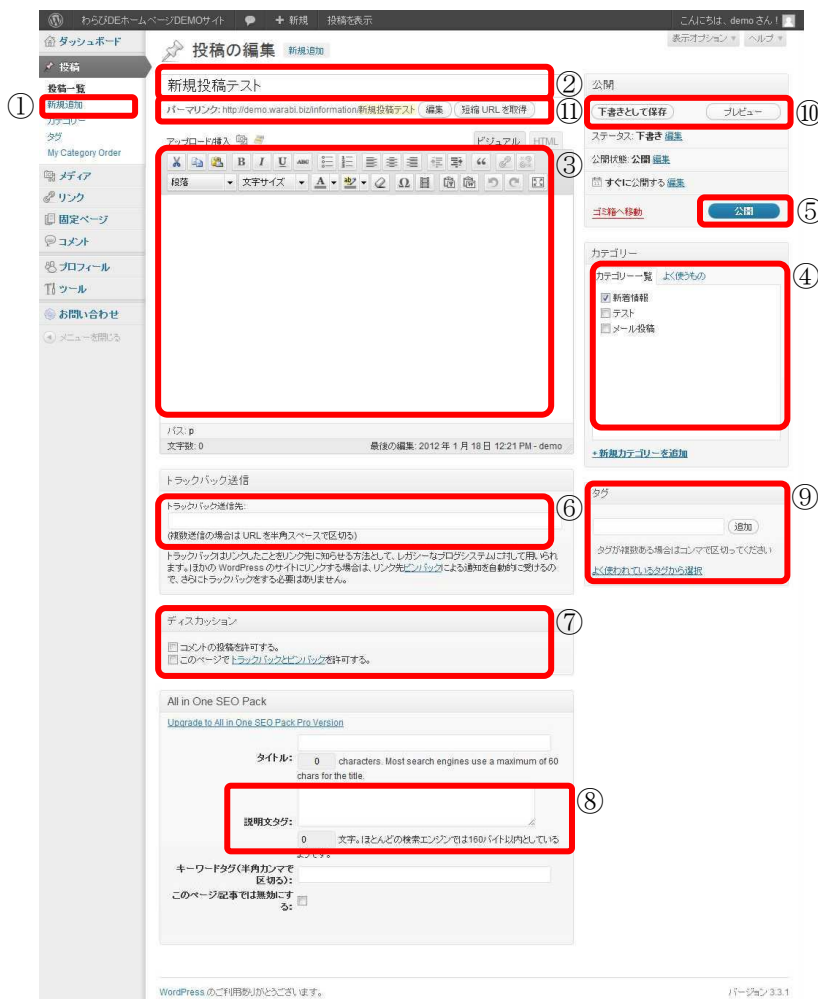 わらびDEホームページDEMOサイト + 新規 投稿を表示 こんにちは、demo さん!
表示オプション ヘルプ
ダッシュボード
投稿
投稿一覧
① 新規追加
カテゴリー
タグ
My Category Order
メディア
リンク
固定ページ
コメント
プロフィール
ツール
お問い合わせ
メニューを閉じる
投稿の編集 新規追加
新規投稿テスト ②
パーマリンク: http://demo.warabi.biz/information/新規投稿テスト 編集 短縮 URL を取得 ⑪
アップロード/挿入 ビジュアル HTML
③
B I U ABC
段落 文字サイズ A Ω
パス: p
文字数: 0 最後の編集: 2012 年 1 月 18 日 12:21 PM - demo
トラックバック送信
トラックバック送信先: ⑥
(複数送信の場合は URL を半角スペースで区切る)
トラックバックはリンクしたことをリンク先に知らせる方法として、レガシーなブログシステムに対して用いられ
ます。ほかの WordPress のサイトにリンクする場合は、リンク先ピンバックによる通知を自動的に受けるの
で、さらにトラックバックをする必要はありません。
ディスカッション ⑦
コメントの投稿を許可する。
このページでトラックバックとピンバックを許可する。
All in One SEO Pack
Upgrade to All in One SEO Pack Pro Version
タイトル:
0 characters. Most search engines use a maximum of 60
chars for the title.
説明文タグ: ⑧
0 文字。ほとんどの検索エンジンでは160バイト以内としている
ようです。
キーワードタグ(半角カンマで
区切る):
このページ/記事では無効にす
る:
公開
下書きとして保存 プレビュー ⑩
ステータス: 下書き 編集
公開状態: 公開 編集
すぐに公開する 編集
ゴミ箱へ移動 公開 ⑤
カテゴリー
カテゴリー一覧 よく使うもの ④
新着情報
テスト
メール投稿
+ 新規カテゴリーを追加
タグ ⑨
追加
タグが複数ある場合はコンマで区切ってください
よく使われているタグから選択
WordPress のご利用ありがとうございます。 バージョン 3.3.1